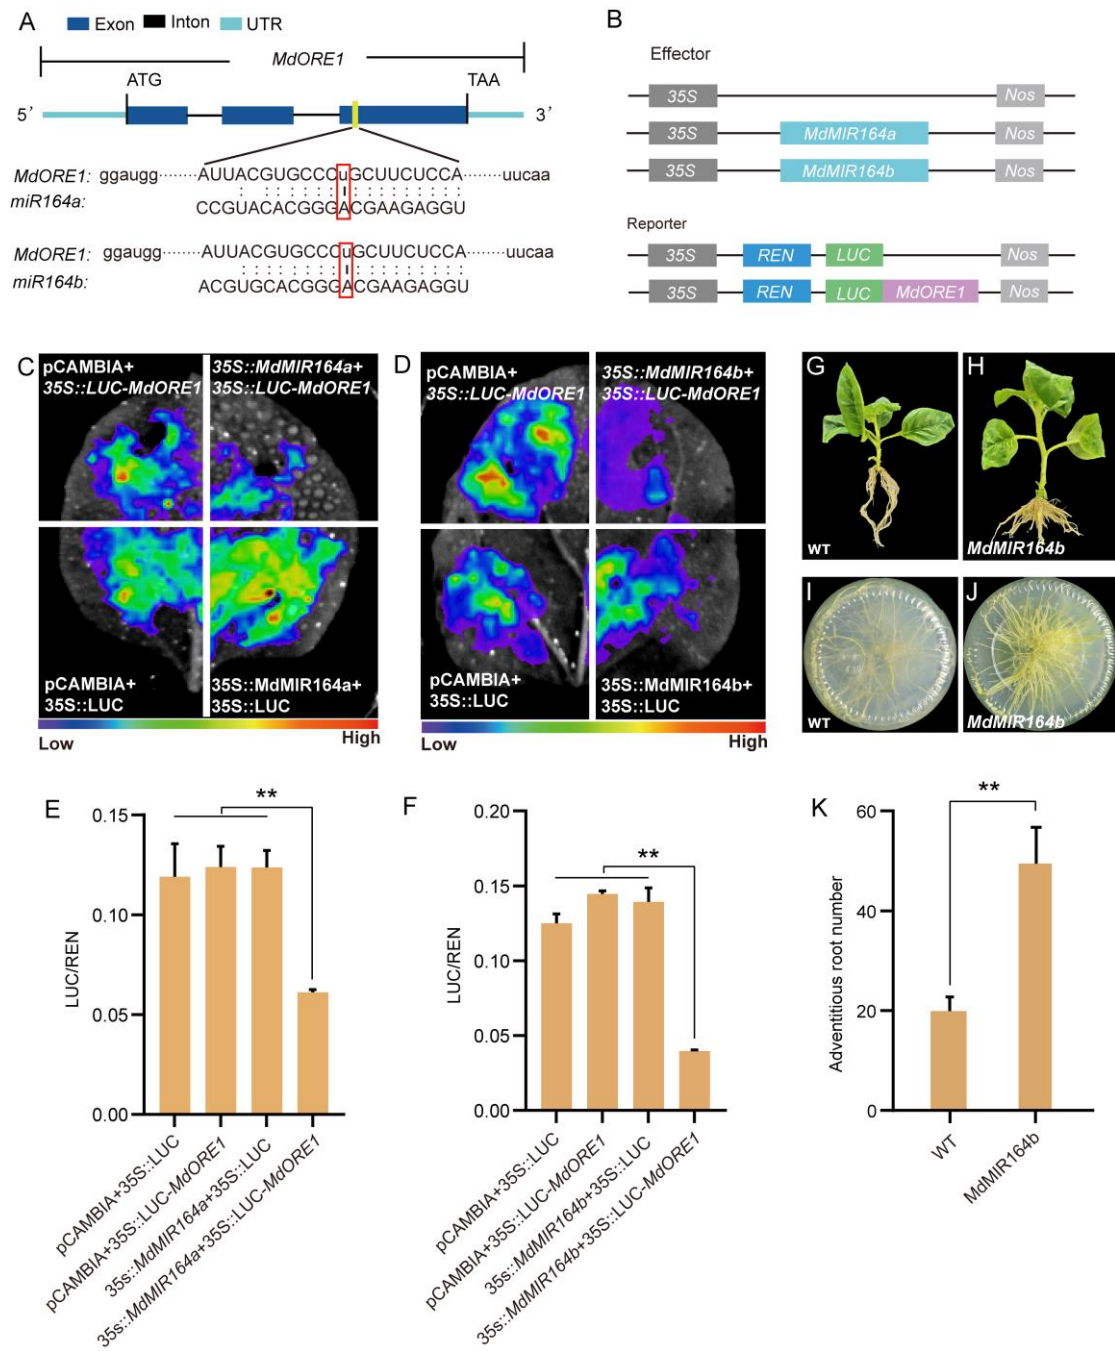 A
Exon Inton UTR
MdORE1
ATG TAA
5' 3'
MdORE1: ggaugg········AUUACGUGCCCuGCUUCUCCA·······uucaa
miR164a: CCGUACACGGGACGAAGAGGU
MdORE1: ggaugg········AUUACGUGCCCuGCUUCUCCA·······uucaa
miR164b: ACGUGCACGGGACGAAGAGGU
B
Effector
35S Nos
35S MdMIR164a Nos
35S MdMIR164b Nos
Reporter
35S REN LUC Nos
35S REN LUC MdORE1 Nos
C
pCAMBIA+
35S::LUC-MdORE1
35S::MdMIR164a+
35S::LUC-MdORE1
pCAMBIA+
35S::LUC
35S::MdMIR164a+
35S::LUC
Low High
D
pCAMBIA+
35S::LUC-MdORE1
35S::MdMIR164b+
35S::LUC-MdORE1
pCAMBIA+
35S::LUC
35S::MdMIR164b+
35S::LUC
Low High
G
WT
H
MdMIR164b
I
WT
J
MdMIR164b
E
LUC/REN
0.15
0.10
0.05
0.00
**
pCAMBIA+35S::LUC
pCAMBIA+35S::LUC-MdORE1
35s::MdMIR164a+35S::LUC
35s::MdMIR164a+35S::LUC-MdORE1
F
LUC/REN
0.20
0.15
0.10
0.05
0.00
**
pCAMBIA+35S::LUC
pCAMBIA+35S::LUC-MdORE1
35s::MdMIR164b+35S::LUC
35s::MdMIR164b+35S::LUC-MdORE1
K
Adventitious root number
60
40
20
0
**
WT
MdMIR164b